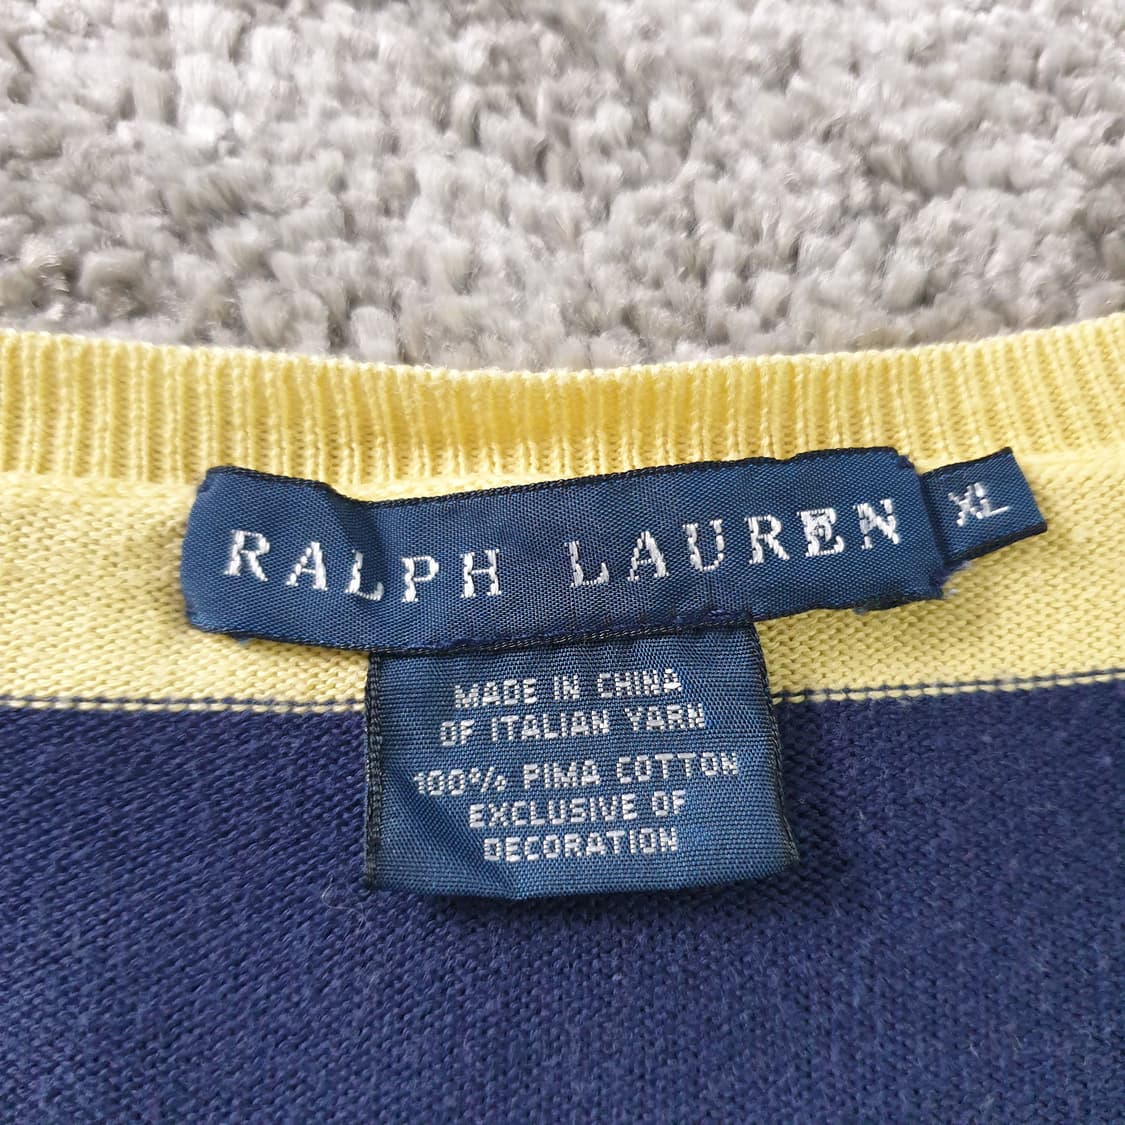 RALPH LAUREN
XL
MADE IN CHINA
OF ITALIAN YARN
100% PIMA COTTON
EXCLUSIVE OF
DECORATION